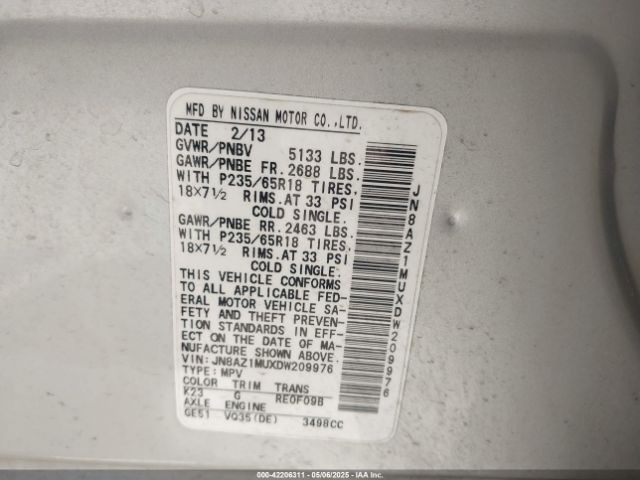 MFD BY NISSAN MOTOR CO.,LTD.
DATE 2/13
GVWR/PNBV 5133 LBS.
GAWR/PNBE FR. 2688 LBS.
WITH P235/65R18 TIRES.
18X7½ RIMS.AT 33 PSI
COLD SINGLE.
GAWR/PNBE RR. 2463 LBS.
WITH P235/65R18 TIRES.
18X7½ RIMS.AT 33 PSI
COLD SINGLE.
THIS VEHICLE CONFORMS
TO ALL APPLICABLE FED-
ERAL MOTOR VEHICLE SA-
FETY AND THEFT PREVEN-
TION STANDARDS IN EFF-
ECT ON THE DATE OF MA-
NUFACTURE SHOWN ABOVE.
VIN: JN8AZ1MUXDW209976
TYPE: MPV
COLOR TRIM TRANS
K23 G RE0F09B
AXLE ENGINE
GE51 VQ35(DE) 3498CC
JN8AZ1MUXDW209976
000-42206311 - 05/06/2025 - IAA Inc. (IAA)